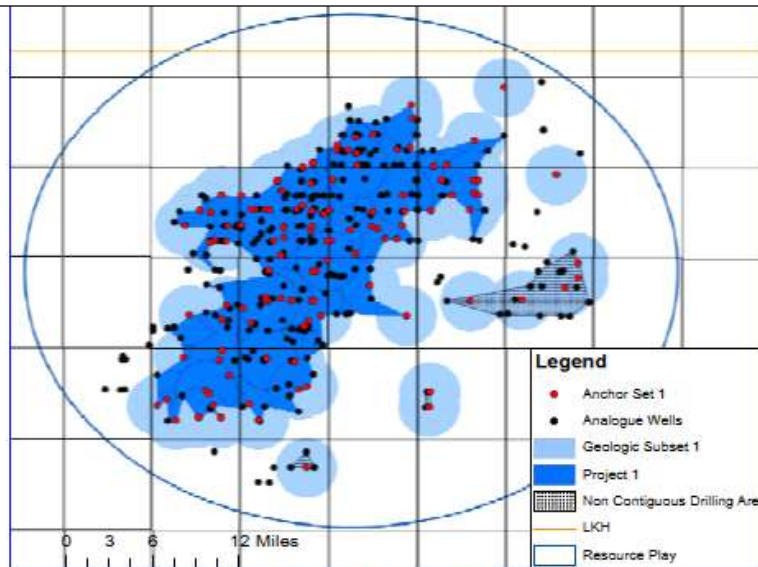 Legend
Anchor Set 1
Analogue Wells
Geologic Subset 1
Project 1
Non Contiguous Drilling Area
LKH
Resource Play
0 3 6 12 Miles